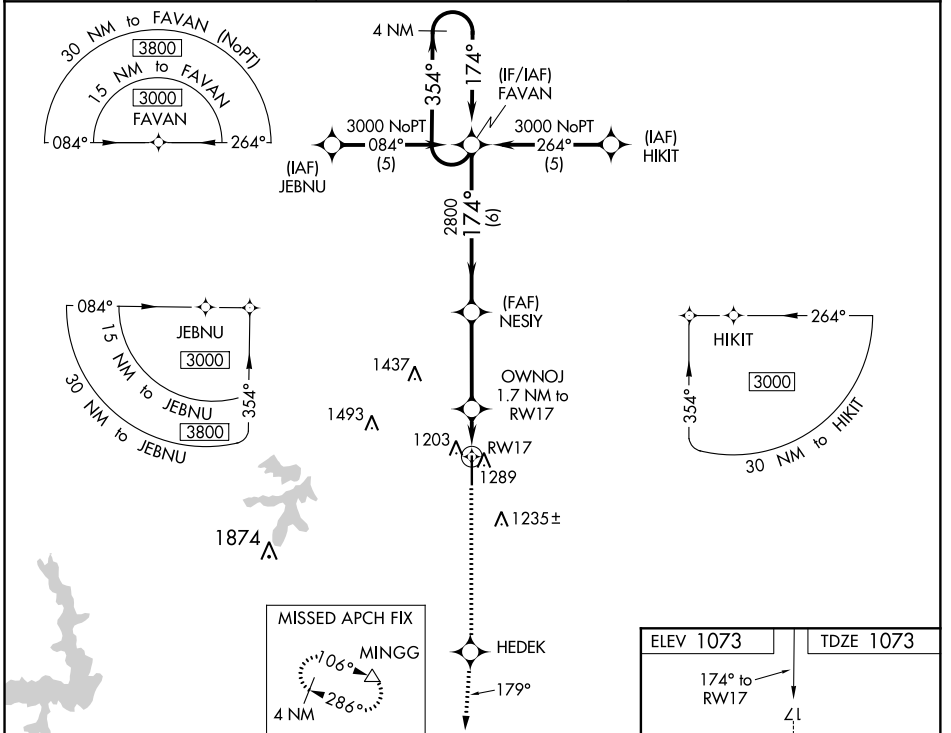 30 NM to FAVAN (NoPT)
3800
15 NM to FAVAN
3000
FAVAN
084°
264°
4 NM
354°
174°
(IF/IAF)
FAVAN
3000 NoPT
084°
(5)
(IAF)
JEBNU
3000 NoPT
264°
(5)
(IAF)
HIKIT
2800
174°
(6)
(FAF)
NESIY
084°
JEBNU
3000
15 NM to JEBNU
3800
30 NM to JEBNU
354°
264°
HIKIT
3000
354°
30 NM to HIKIT
1437
OWNOJ
1.7 NM to
RW17
1493
1203
RW17
1289
1235±
1874
MISSED APCH FIX
MINGG
106°
286°
4 NM
HEDEK
179°
ELEV 1073
TDZE 1073
174° to
RW17
17